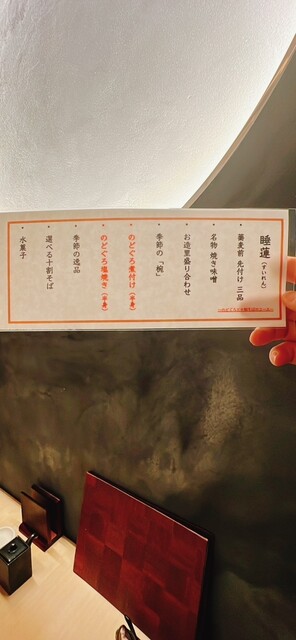 睡蓮（すいれん）
・蕎麦前 先付け 三品
・名物 焼き味噌
・お造里盛り合わせ
・季節の「椀」
・のどぐろ煮付け（半身）
・のどぐろ塩焼き（半身）
・季節の逸品
・選べる十割そば
・水菓子